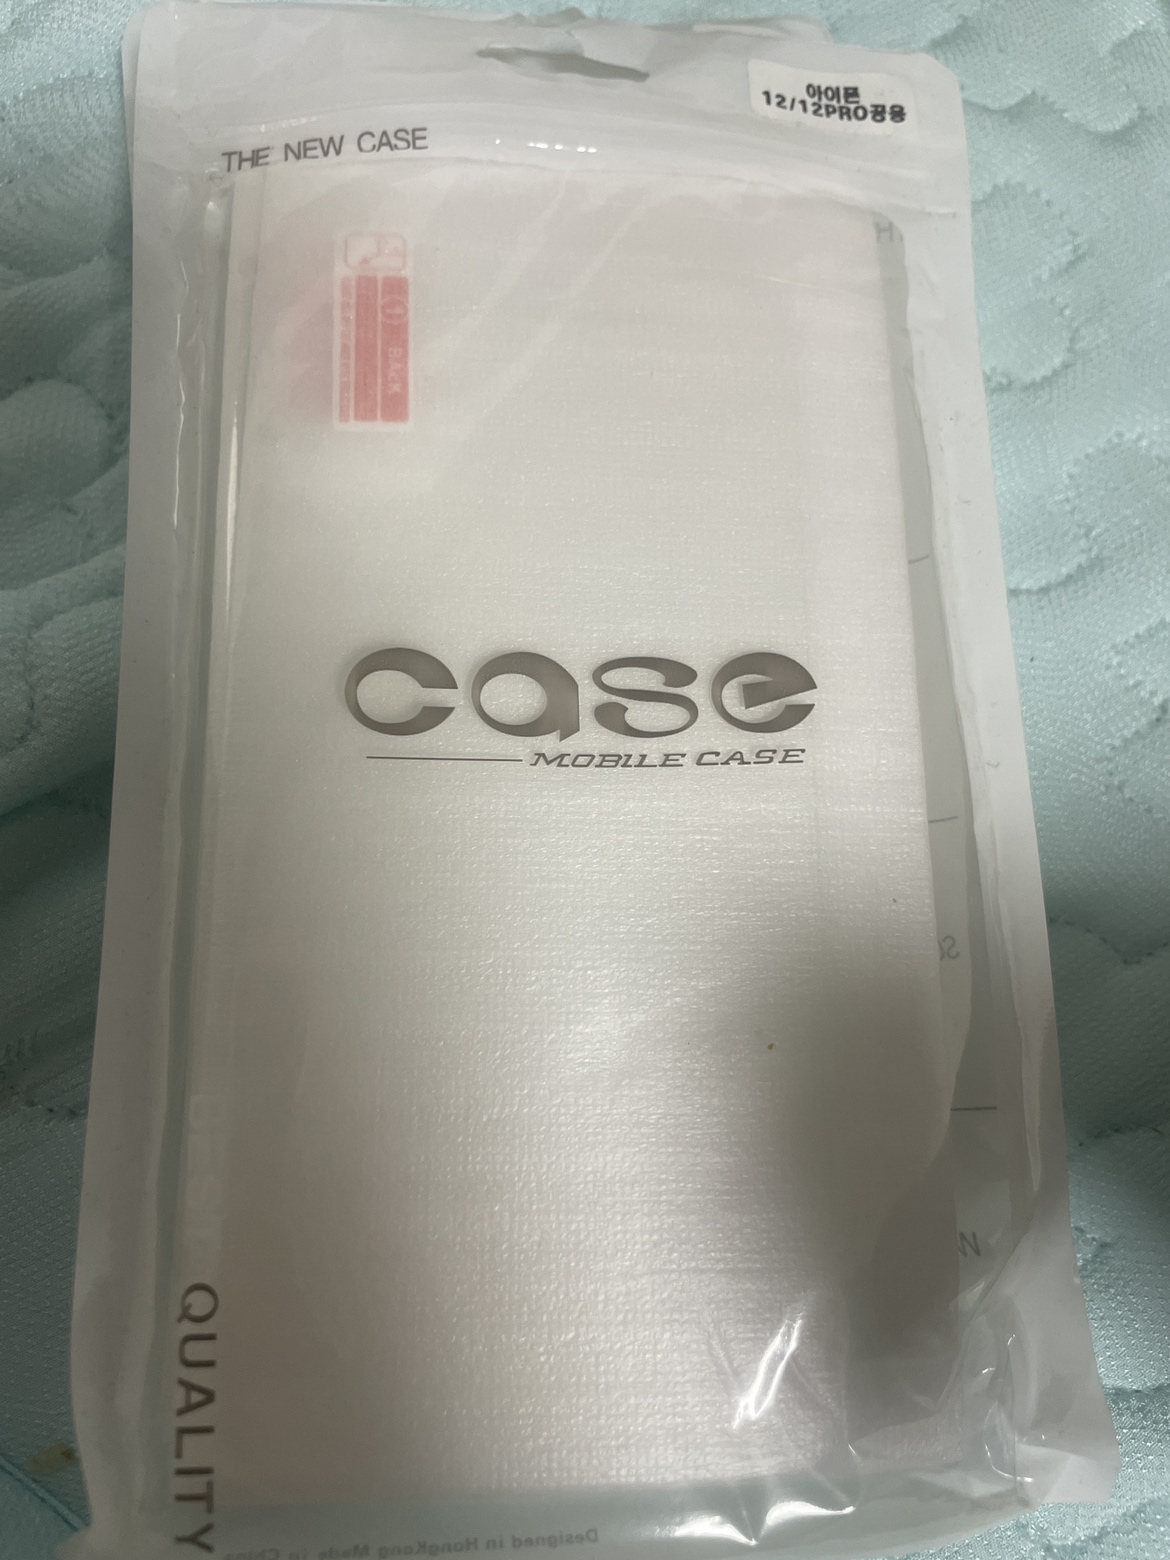 아이폰
12/12PRO공용
THE NEW CASE
Back
case
MOBILE CASE
QUALITY
Designed in HongKong Made in China